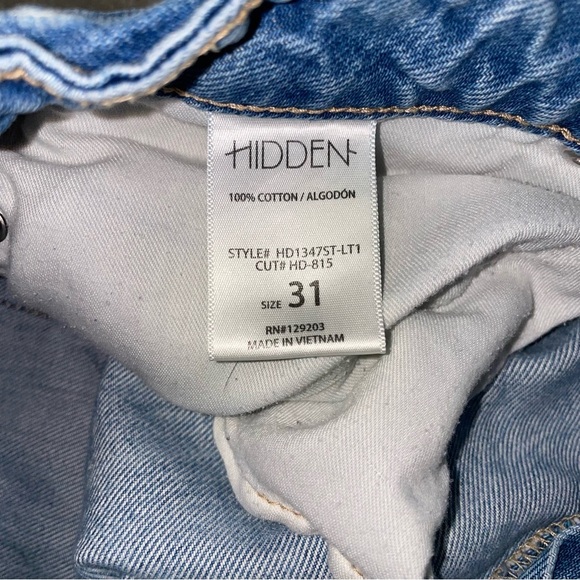 HIDDEN
100% COTTON / ALGODÓN
STYLE# HD1347ST-LT1
CUT# HD-815
SIZE 31
RN#129203
MADE IN VIETNAM